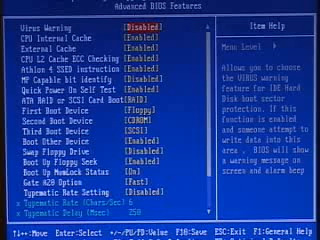 Advanced BIOS Features
Virus Warning [Disabled] Item Help
CPU Internal Cache [Enabled]
External Cache [Enabled] Menu Level
CPU L2 Cache ECC Checking [Enabled]
Athlon 4 SSED instruction [Enabled] Allows you to choose
MP Capable bit identify [Disabled] the VIRUS warning
Quick Power On Self Test [Enabled] feature for IDE Hard
ATA RAID or SCSI Card Boot [RAID] Disk boot sector
First Boot Device [Floppy] protection. If this
Second Boot Device [CDROM] function is enabled
Third Boot Device [SCSI] and someone attempt to
Other Boot Device [Enabled] write data into this
Swap Floppy Drive [Disabled] area , BIOS will show
Boot Up Floppy Seek [Enabled] a warning message on
Boot Up NumLock Status [On] screen and alarm beep
Gate A20 Option [Fast]
Typematic Rate Setting [Disabled]
x Typematic Rate (Chars/Sec) 6
x Typematic Delay (Msec) 250
↑↓→←:Move Enter:Select +/-/PU/PD:Value F10:Save ESC:Exit F1:General Help